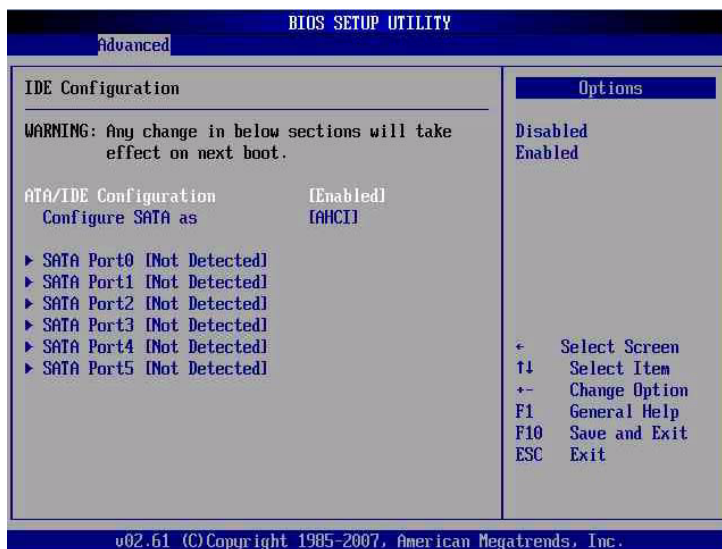 BIOS SETUP UTILITY
Advanced
IDE Configuration
WARNING: Any change in below sections will take
effect on next boot.
ATA/IDE Configuration [Enabled]
Configure SATA as [AHCI]
▶ SATA Port0 [Not Detected]
▶ SATA Port1 [Not Detected]
▶ SATA Port2 [Not Detected]
▶ SATA Port3 [Not Detected]
▶ SATA Port4 [Not Detected]
▶ SATA Port5 [Not Detected]
Options
Disabled
Enabled
← Select Screen
↑↓ Select Item
+- Change Option
F1 General Help
F10 Save and Exit
ESC Exit
v02.61 (C)Copyright 1985-2007, American Megatrends, Inc.